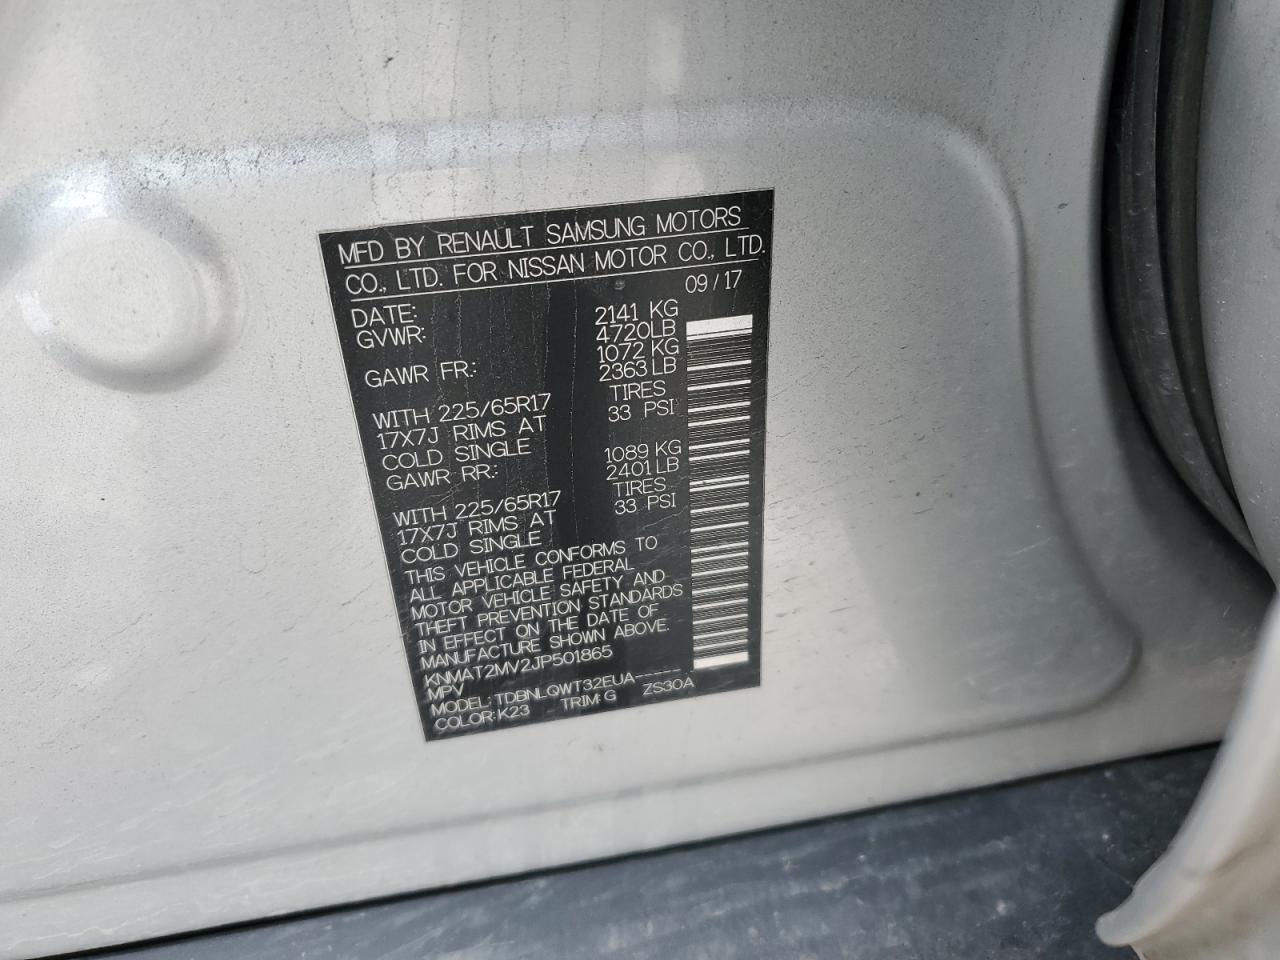 MFD BY RENAULT SAMSUNG MOTORS
CO., LTD. FOR NISSAN MOTOR CO., LTD.
DATE: 09/17
GVWR: 2141 KG
4720LB
GAWR FR.: 1072 KG
2363 LB
WITH 225/65R17 TIRES
17X7J RIMS AT 33 PSI
COLD SINGLE
GAWR RR.: 1089 KG
2401 LB
WITH 225/65R17 TIRES
17X7J RIMS AT 33 PSI
COLD SINGLE
THIS VEHICLE CONFORMS TO
ALL APPLICABLE FEDERAL
MOTOR VEHICLE SAFETY AND
THEFT PREVENTION STANDARDS
IN EFFECT ON THE DATE OF
MANUFACTURE SHOWN ABOVE.
KNMAT2MV2JP501865
MPV
MODEL: TDBNLQWT32EUA-----
COLOR: K23 TRIM: G ZS30A